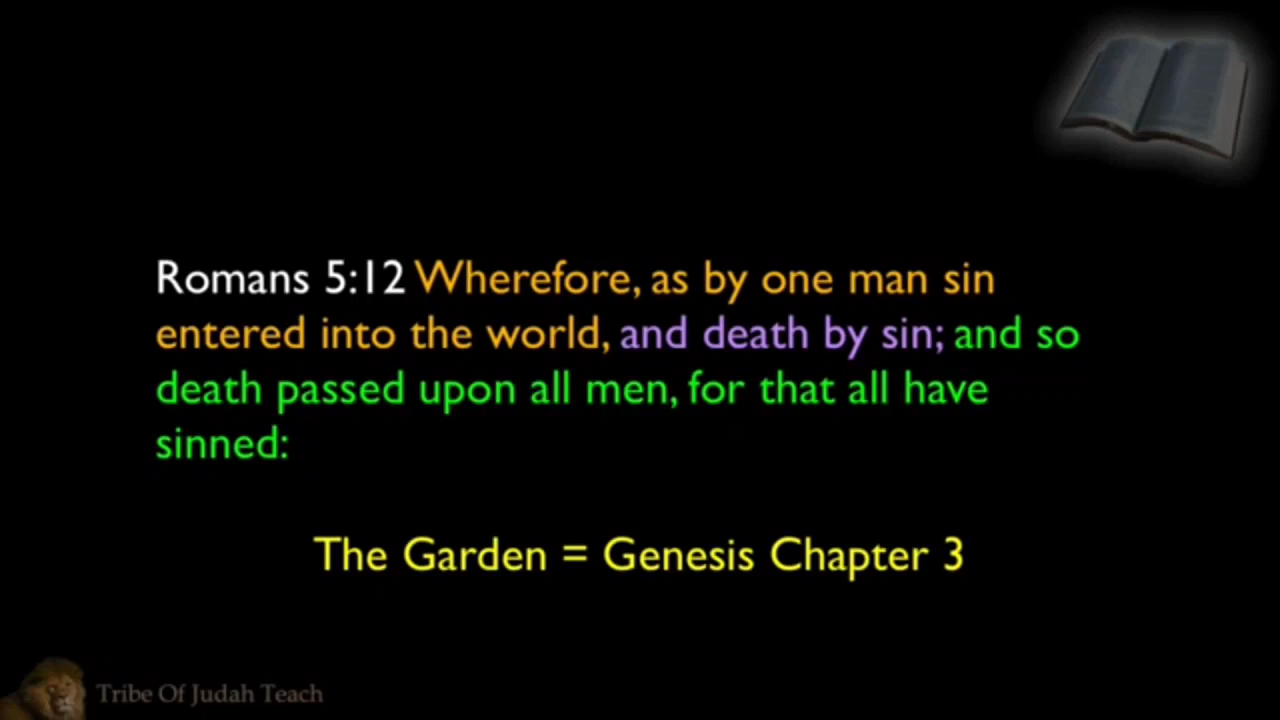 Romans 5:12 Wherefore, as by one man sin
entered into the world, and death by sin; and so
death passed upon all men, for that all have
sinned:
The Garden = Genesis Chapter 3
Tribe Of Judah Teach